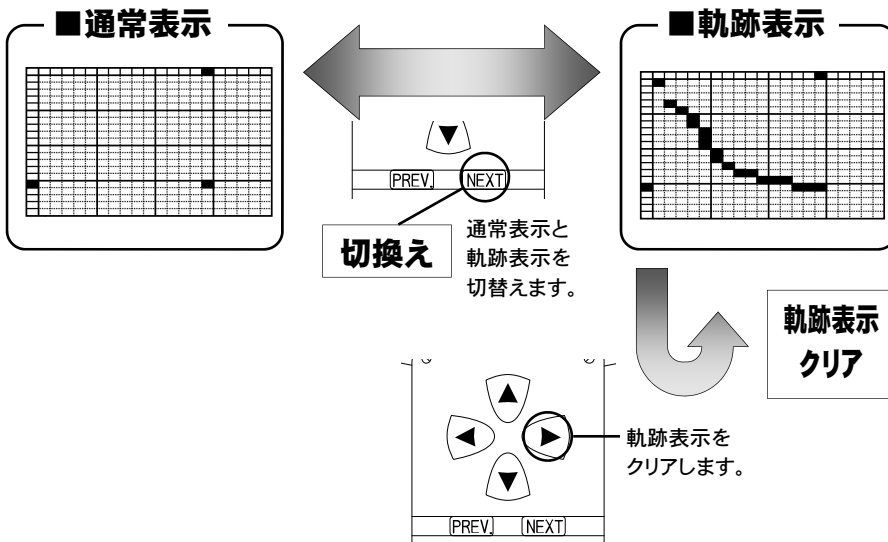 ■通常表示
■軌跡表示
PREV. NEXT
切換え
通常表示と
軌跡表示を
切替えます。
軌跡表示
クリア
軌跡表示を
クリアします。
PREV. NEXT